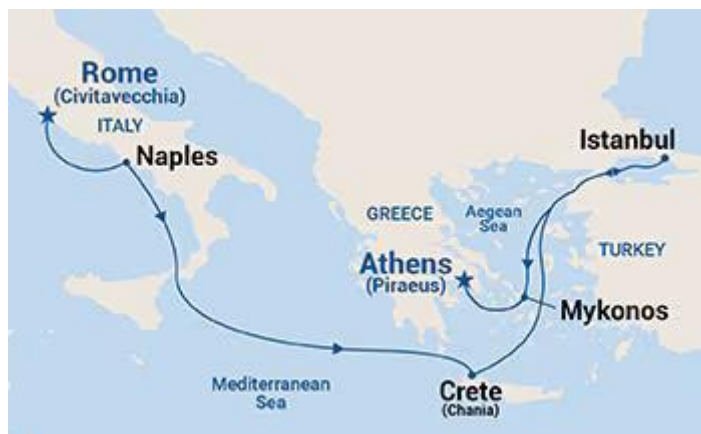 Rome
(Civitavecchia)
ITALY
Naples
Istanbul
GREECE
Aegean
Sea
TURKEY
Athens
(Piraeus)
Mykonos
Mediterranean
Sea
Crete
(Chania)